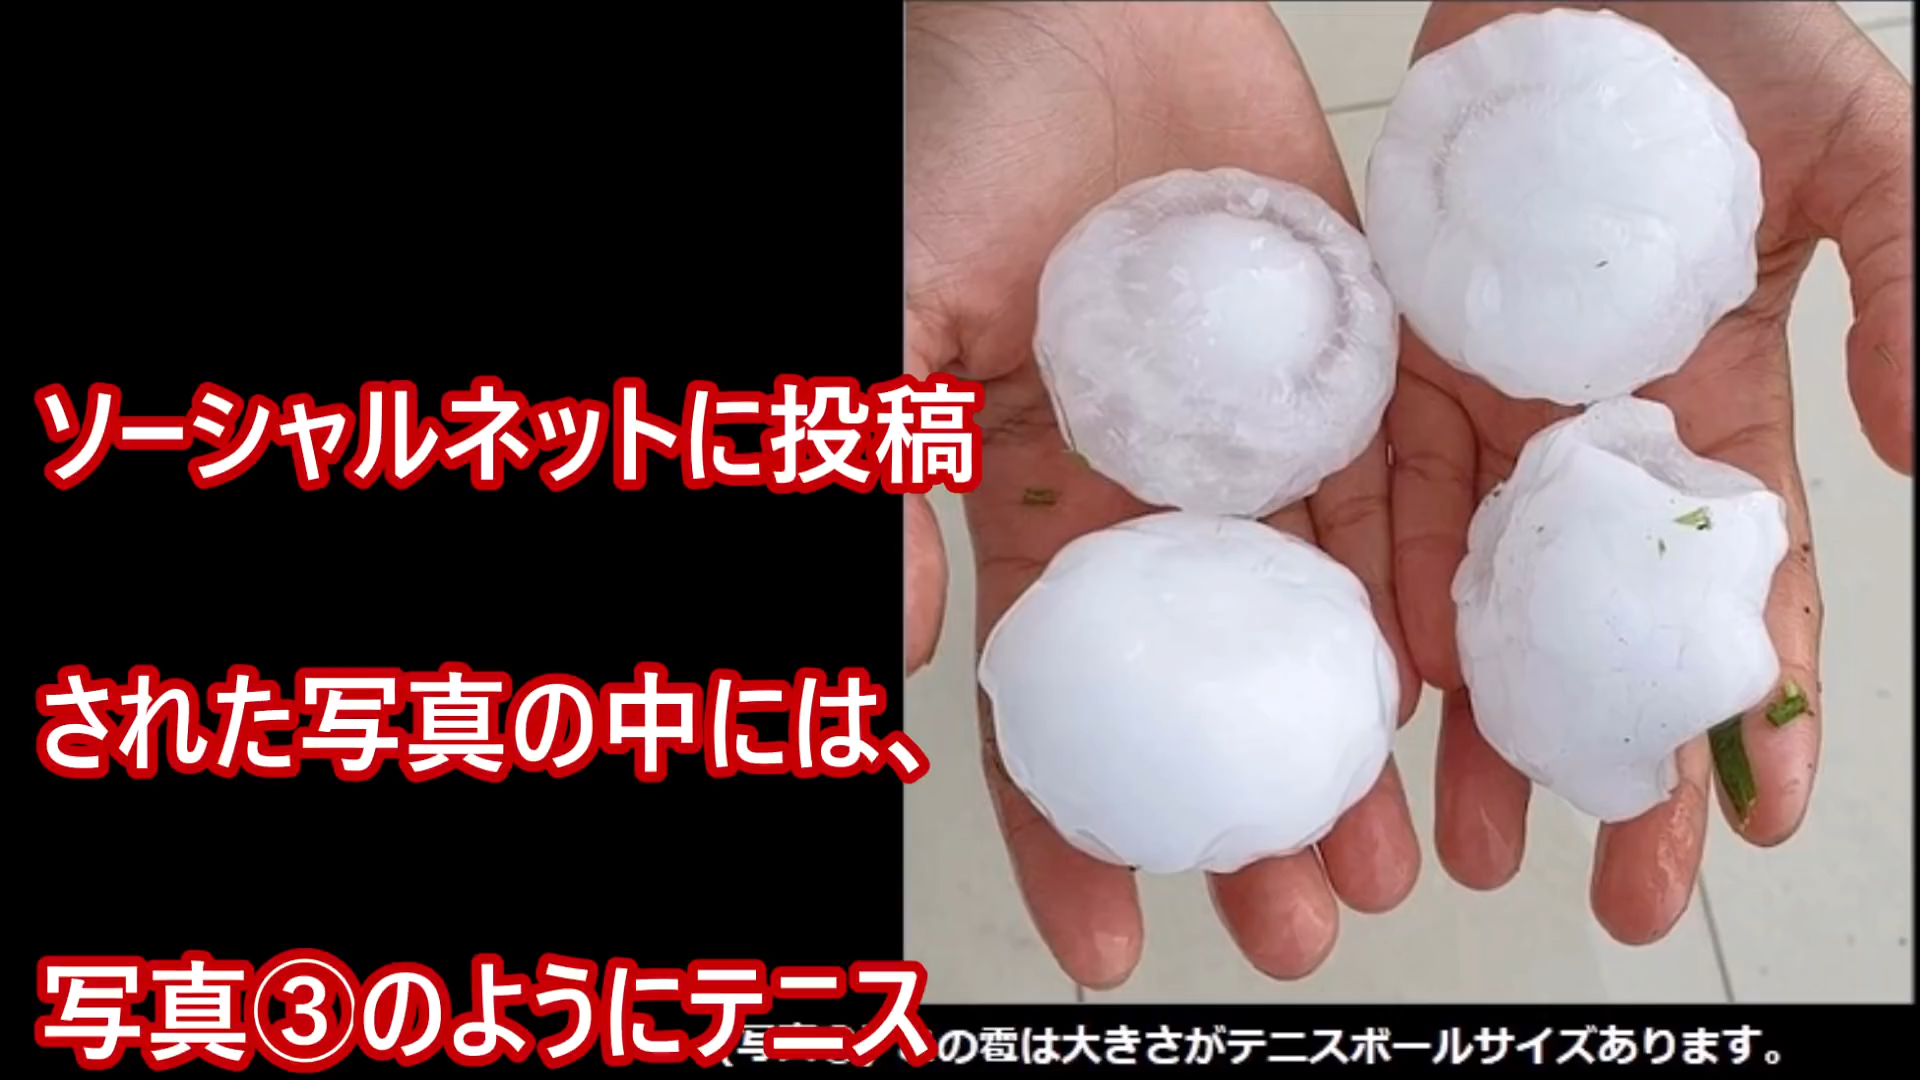 ソーシャルネットに投稿
された写真の中には、
写真③のようにテニス
の雹は大きさがテニスボールサイズあります。